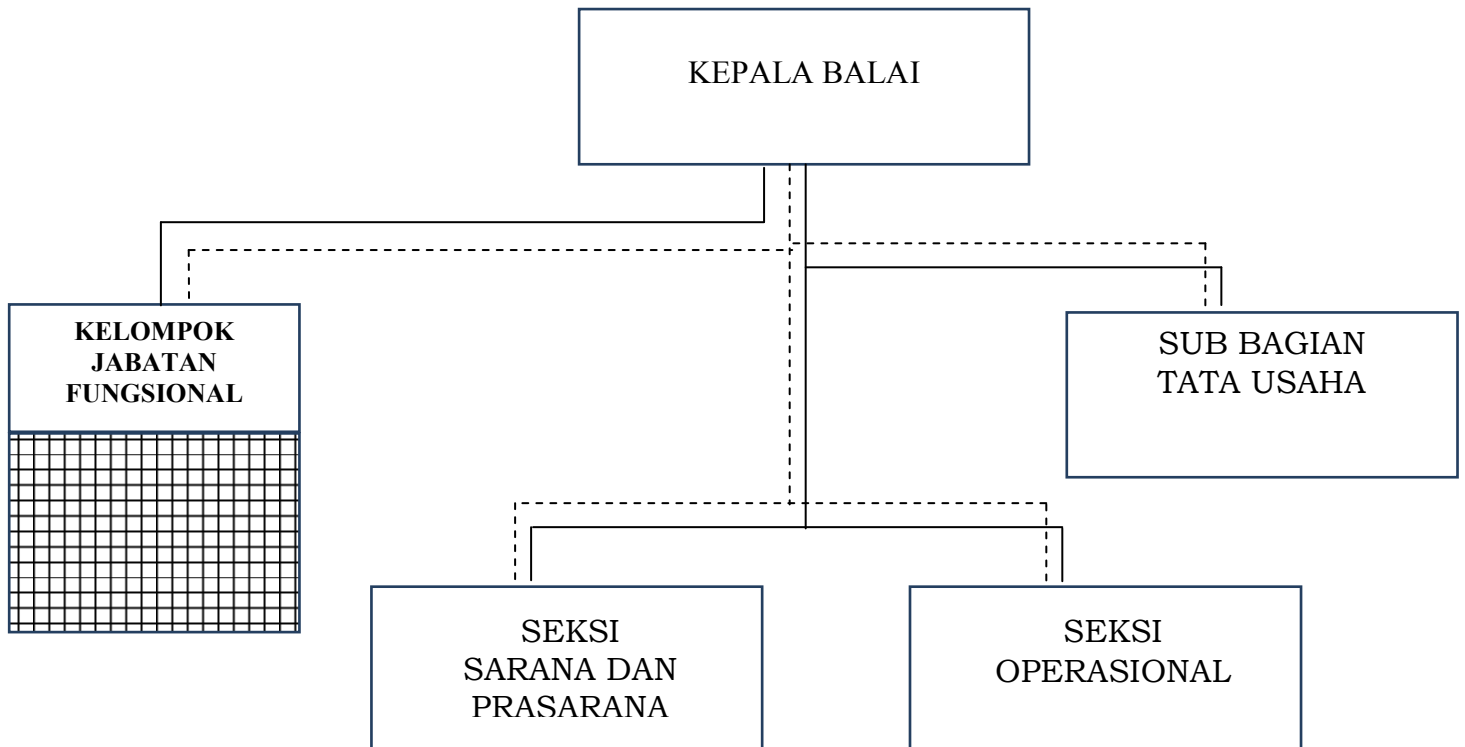 KEPALA BALAI
KELOMPOK
JABATAN
FUNGSIONAL
SUB BAGIAN
TATA USAHA
SEKSI
SARANA DAN
PRASARANA
SEKSI
OPERASIONAL